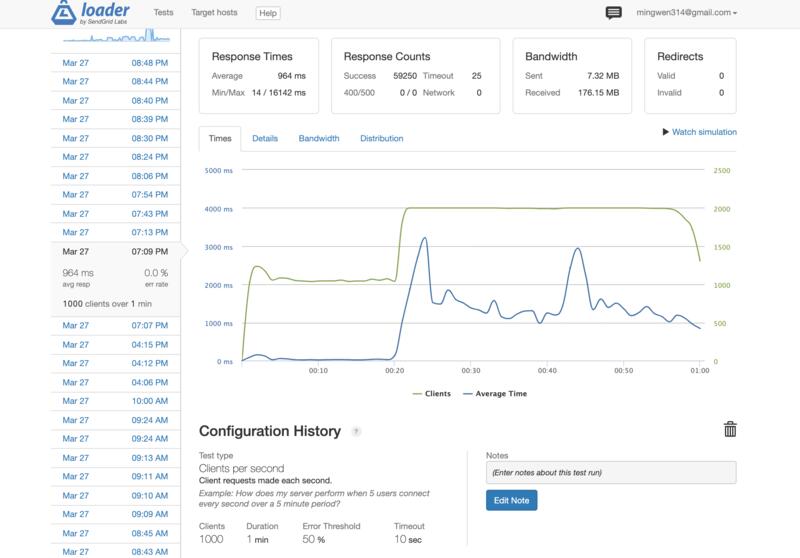 loader
by SendGrid Labs
Tests
Target hosts
Help
mingwen314@gmail.com
Mar 27 08:48 PM
Mar 27 08:44 PM
Mar 27 08:40 PM
Mar 27 08:39 PM
Mar 27 08:30 PM
Mar 27 08:24 PM
Mar 27 08:06 PM
Mar 27 07:54 PM
Mar 27 07:43 PM
Mar 27 07:13 PM
Mar 27 07:09 PM
964 ms 0.0 %
avg resp err rate
1000 clients over 1 min
Mar 27 07:07 PM
Mar 27 04:15 PM
Mar 27 04:12 PM
Mar 27 04:06 PM
Mar 27 10:00 AM
Mar 27 09:24 AM
Mar 27 09:24 AM
Mar 27 09:13 AM
Mar 27 09:11 AM
Mar 27 09:10 AM
Mar 27 09:09 AM
Mar 27 08:45 AM
Mar 27 08:43 AM
Response Times
Average 964 ms
Min/Max 14 / 16142 ms
Response Counts
Success 59250 Timeout 25
400/500 0 / 0 Network 0
Bandwidth
Sent 7.32 MB
Received 176.15 MB
Redirects
Valid 0
Invalid 0
Times
Details
Bandwidth
Distribution
Watch simulation
5000 ms 2500
4000 ms 2000
3000 ms 1500
2000 ms 1000
1000 ms 500
0 ms 0
00:10 00:20 00:30 00:40 00:50 01:00
Clients Average Time
Configuration History ?
Test type
Clients per second
Client requests made each second.
Example: How does my server perform when 5 users connect
every second over a 5 minute period?
Clients Duration Error Threshold Timeout
1000 1 min 50 % 10 sec
Notes
(Enter notes about this test run)
Edit Note